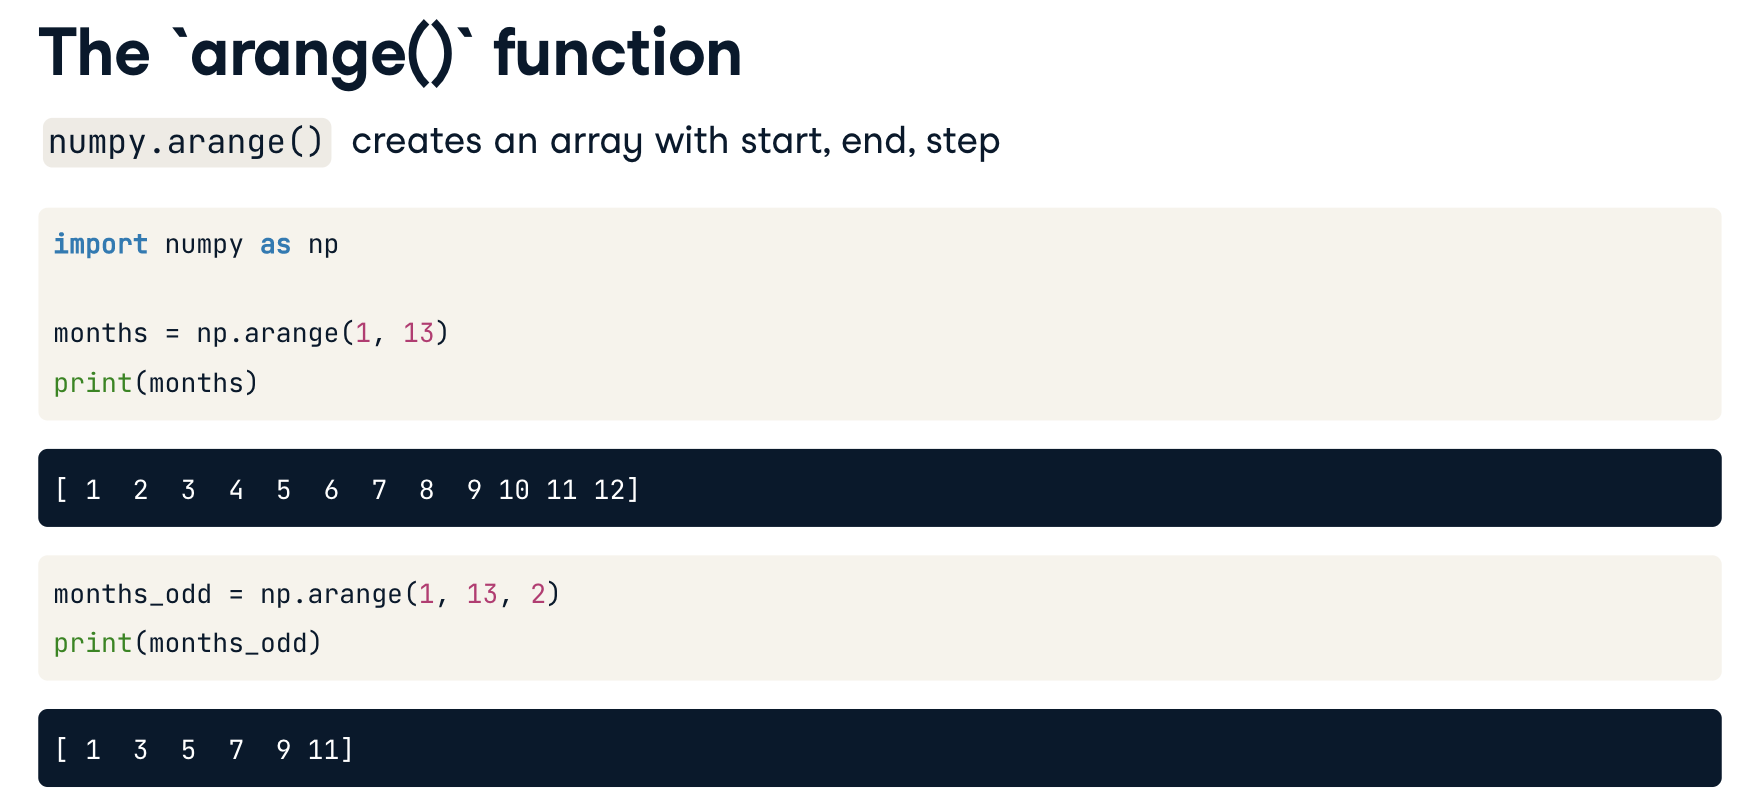 The `arange()` function
numpy.arange() creates an array with start, end, step
import numpy as np
months = np.arange(1, 13)
print(months)
[ 1  2  3  4  5  6  7  8  9 10 11 12]
months_odd = np.arange(1, 13, 2)
print(months_odd)
[ 1  3  5  7  9 11]